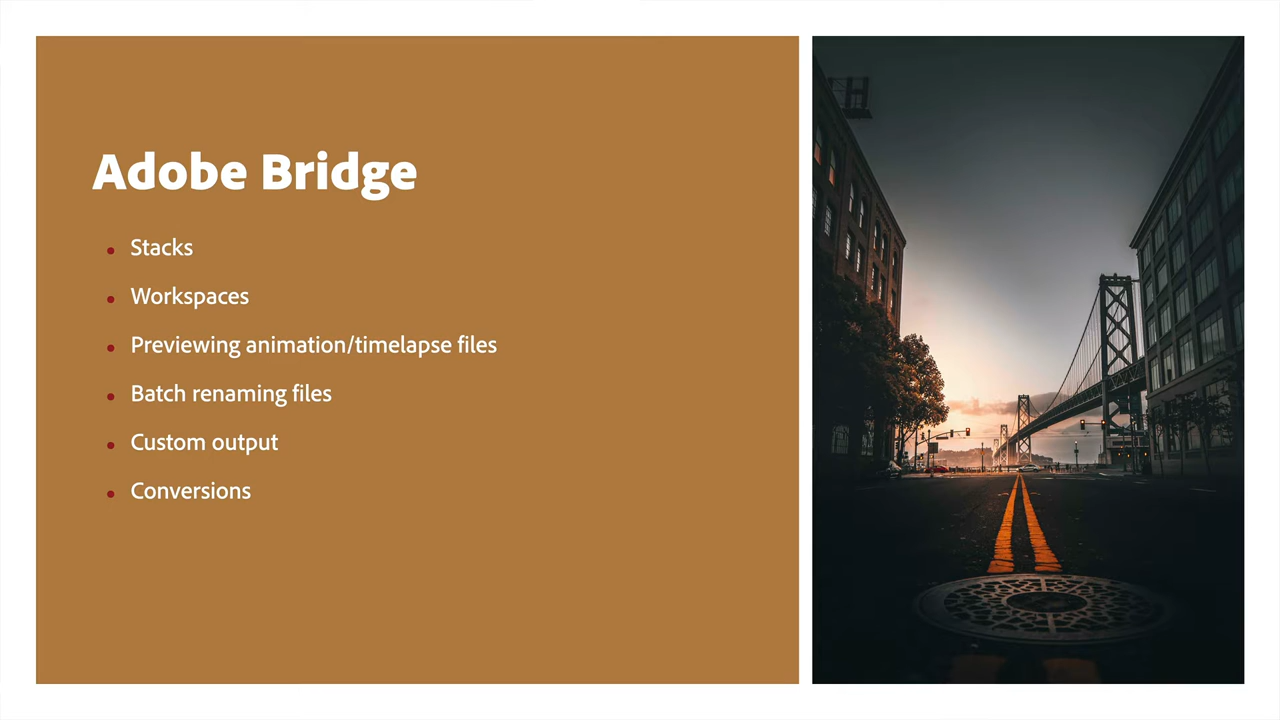 Adobe Bridge
Stacks
Workspaces
Previewing animation/timelapse files
Batch renaming files
Custom output
Conversions